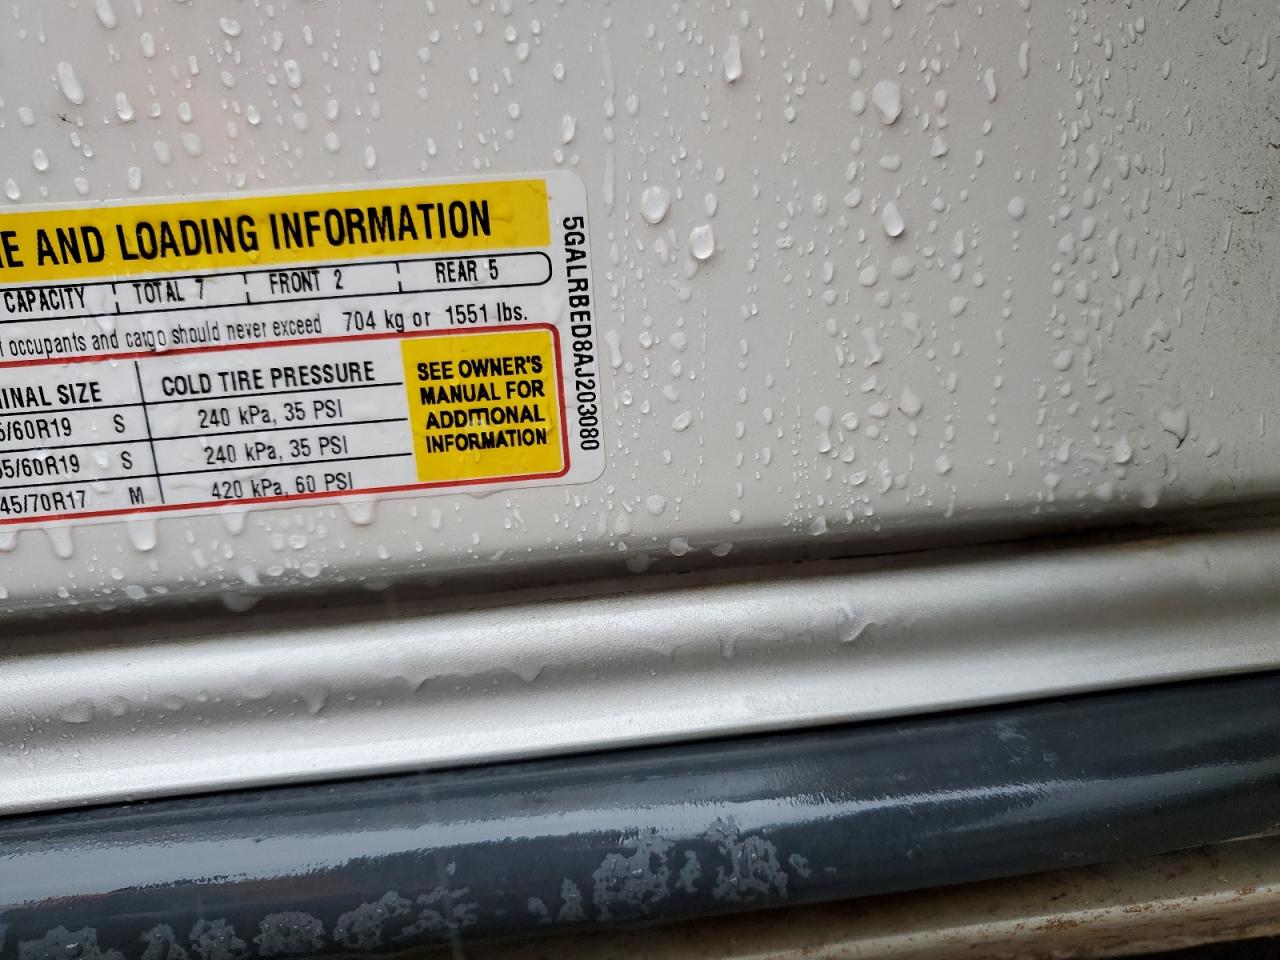 E AND LOADING INFORMATION
CAPACITY TOTAL 7 FRONT 2 REAR 5
f occupants and cargo should never exceed 704 kg or 1551 lbs.
INAL SIZE COLD TIRE PRESSURE
5/60R19 S 240 kPa, 35 PSI
55/60R19 S 240 kPa, 35 PSI
45/70R17 M 420 kPa, 60 PSI
SEE OWNER'S
MANUAL FOR
ADDITIONAL
INFORMATION
5GALRBED8AJ203080